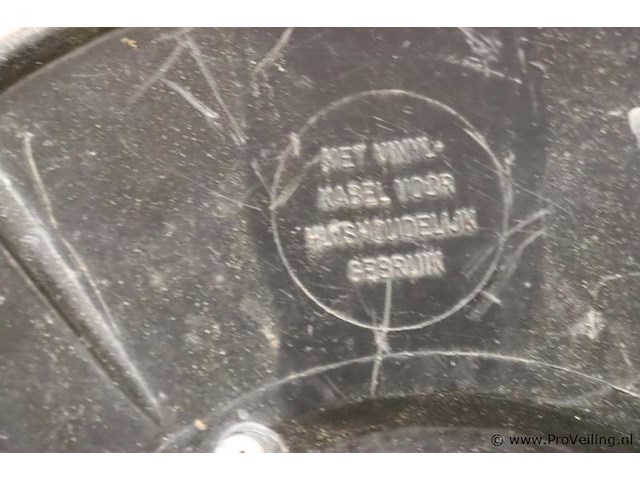 MET VINYL-
KABEL VOOR
HUISHOUDELIJK
GEBRUIK
© www.ProVeiling.nl